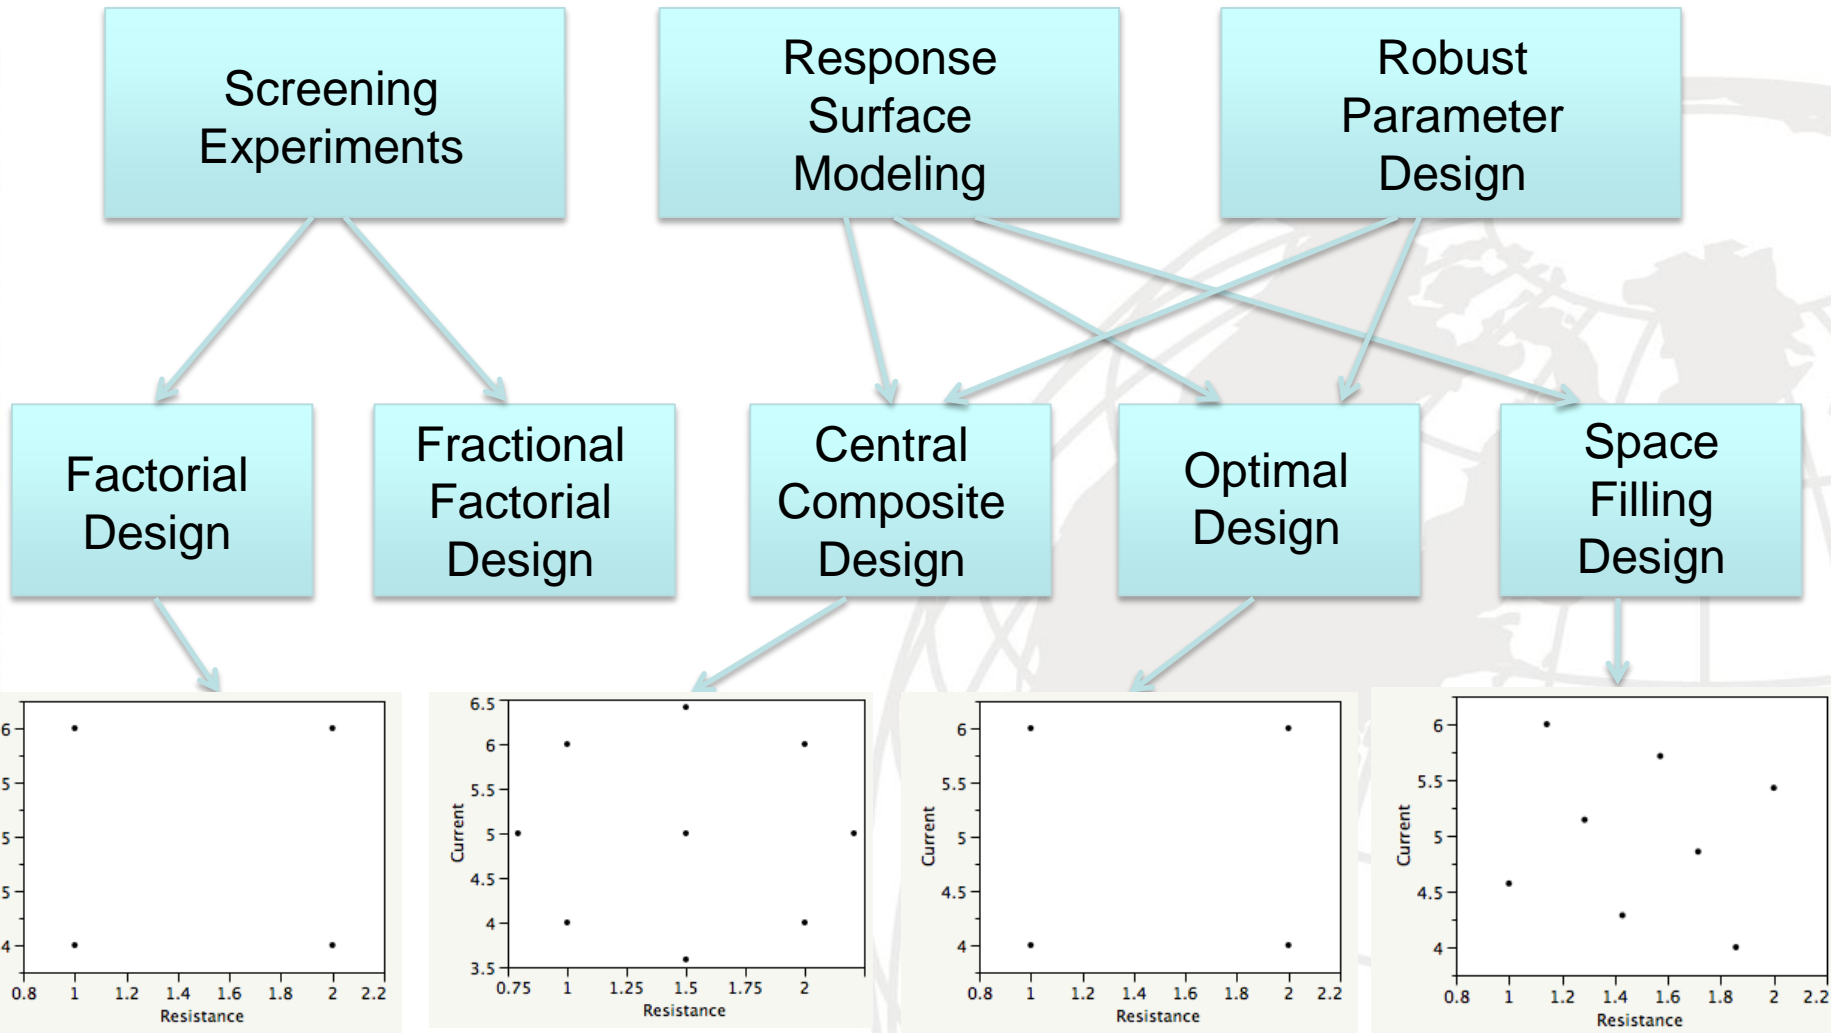 Screening
Experiments
Response
Surface
Modeling
Robust
Parameter
Design
Factorial
Design
Fractional
Factorial
Design
Central
Composite
Design
Optimal
Design
Space
Filling
Design
6
5
5
5
4
0.8 1 1.2 1.4 1.6 1.8 2 2.2
Resistance
6.5
6
5.5
5
4.5
4
3.5
Current
0.75 1 1.25 1.5 1.75 2
Resistance
6
5.5
5
4.5
4
Current
0.8 1 1.2 1.4 1.6 1.8 2 2.2
Resistance
6
5.5
5
4.5
4
Current
0.8 1 1.2 1.4 1.6 1.8 2 2.2
Resistance